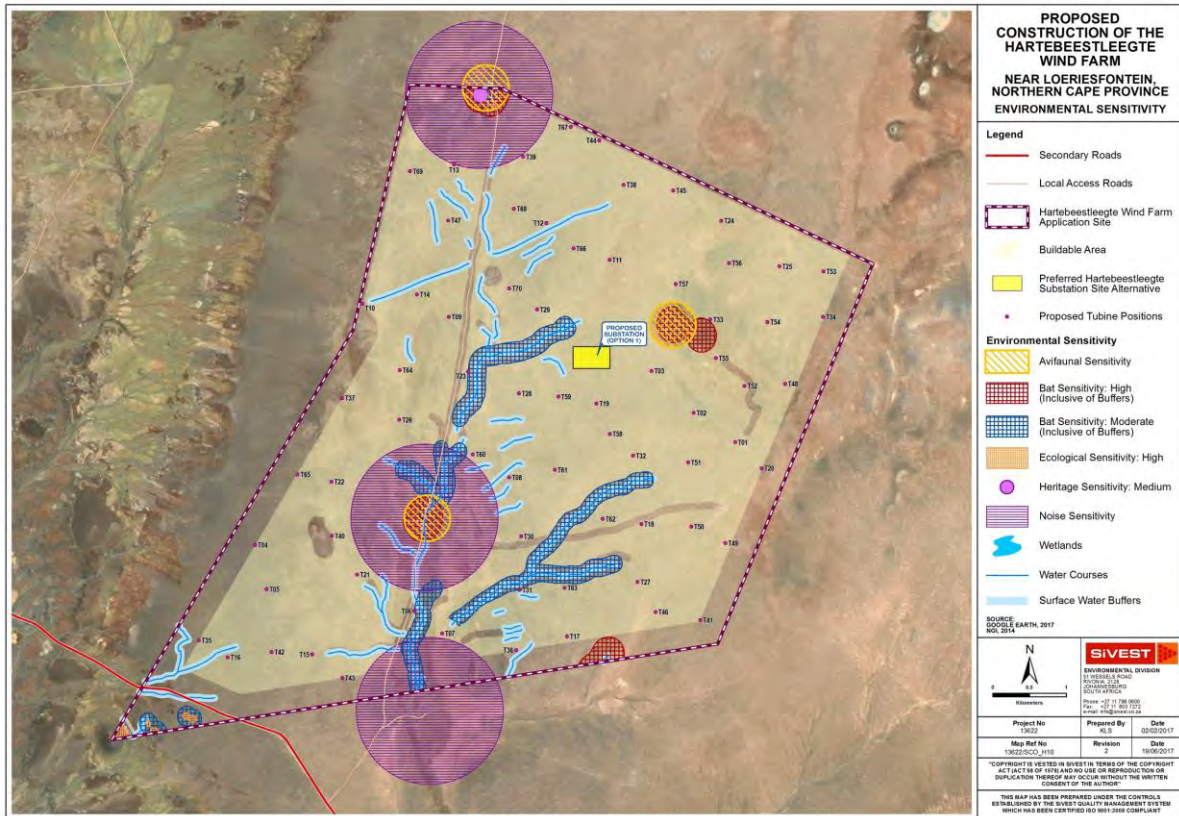 PROPOSED
CONSTRUCTION OF THE
HARTEBEESTLEEGTE
WIND FARM
NEAR LOERIESFONTEIN,
NORTHERN CAPE PROVINCE
ENVIRONMENTAL SENSITIVITY
Legend
Secondary Roads
Local Access Roads
Hartebeestleegte Wind Farm
Application Site
Buildable Area
Preferred Hartebeestleegte
Substation Site Alternative
Proposed Tubine Positions
Environmental Sensitivity
Avifaunal Sensitivity
Bat Sensitivity: High
(Inclusive of Buffers)
Bat Sensitivity: Moderate
(Inclusive of Buffers)
Ecological Sensitivity: High
Heritage Sensitivity: Medium
Noise Sensitivity
Wetlands
Water Courses
Surface Water Buffers
SOURCE:
GOOGLE EARTH, 2017
NGI, 2014
N
0 0.5 1
Kilometers
SiVEST
ENVIRONMENTAL DIVISION
51 WESSELS ROAD
RIVONIA, 2128
JOHANNESBURG
SOUTH AFRICA
Project No
13622
Prepared By
KLS
Date
02/02/2017
Map Ref No
13622/SCO_H10
Revision
2
Date
19/06/2017
"COPYRIGHT IS VESTED IN SIVEST IN TERMS OF THE COPYRIGHT
ACT (ACT 98 OF 1978) AND NO USE OR REPRODUCTION OR
DUPLICATION THEREOF MAY OCCUR WITHOUT THE WRITTEN
CONSENT OF THE AUTHOR"
THIS MAP HAS BEEN PREPARED UNDER THE CONTROLS
ESTABLISHED BY THE SIVEST QUALITY MANAGEMENT SYSTEM
WHICH HAS BEEN CERTIFIED ISO 9001:2008 COMPLIANT
T67
T44
T39
T13
T69
T38
T45
T68
T47
T12
T24
T66
T11
T56
T25
T53
T57
T70
T14
T10
T09
T29
T33
T54
T34
PROPOSED
SUBSTATION
(OPTION 1)
T55
T64
T23
T03
T12
T48
T37
T28
T59
T19
T02
T26
T58
T01
T60
T32
T51
T65
T61
T20
T22
T08
T62
T18
T50
T40
T30
T04
T49
T21
T27
T05
T31
T63
T06
T46
T41
T07
T17
T35
T42
T15
T36
T16
T43